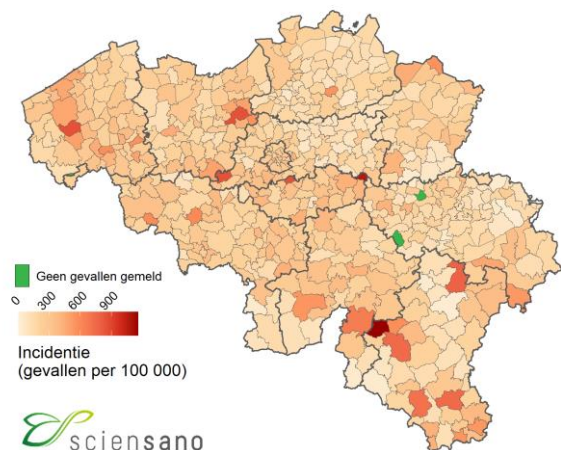 Geen gevallen gemeld
0 300 600 900
Incidentie
(gevallen per 100 000)
sciensano